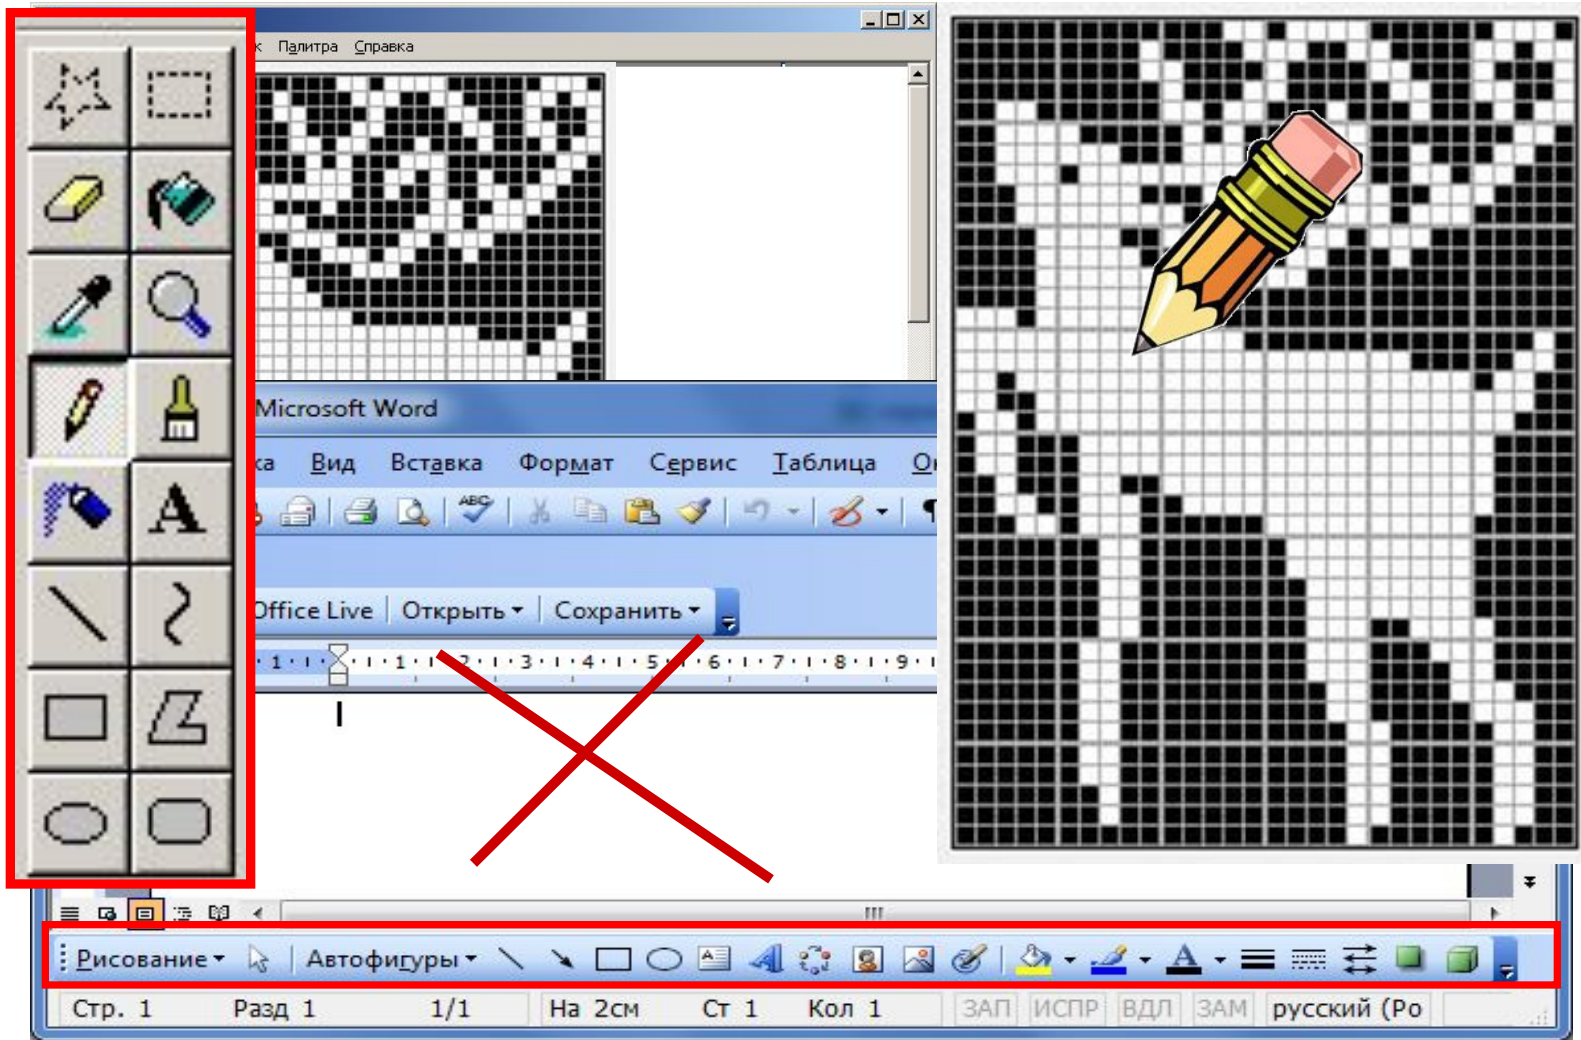 Палитра Справка
Microsoft Word
Вид Вставка Формат Сервис Таблица
ABC
Office Live Открыть Сохранить
1 1 2 3 4 5 6 7 8 9
A
Рисование Автофигуры
Стр. 1 Разд 1 1/1 На 2см Ст 1 Кол 1 ЗАП ИСПР ВДЛ ЗАМ русский (Ро